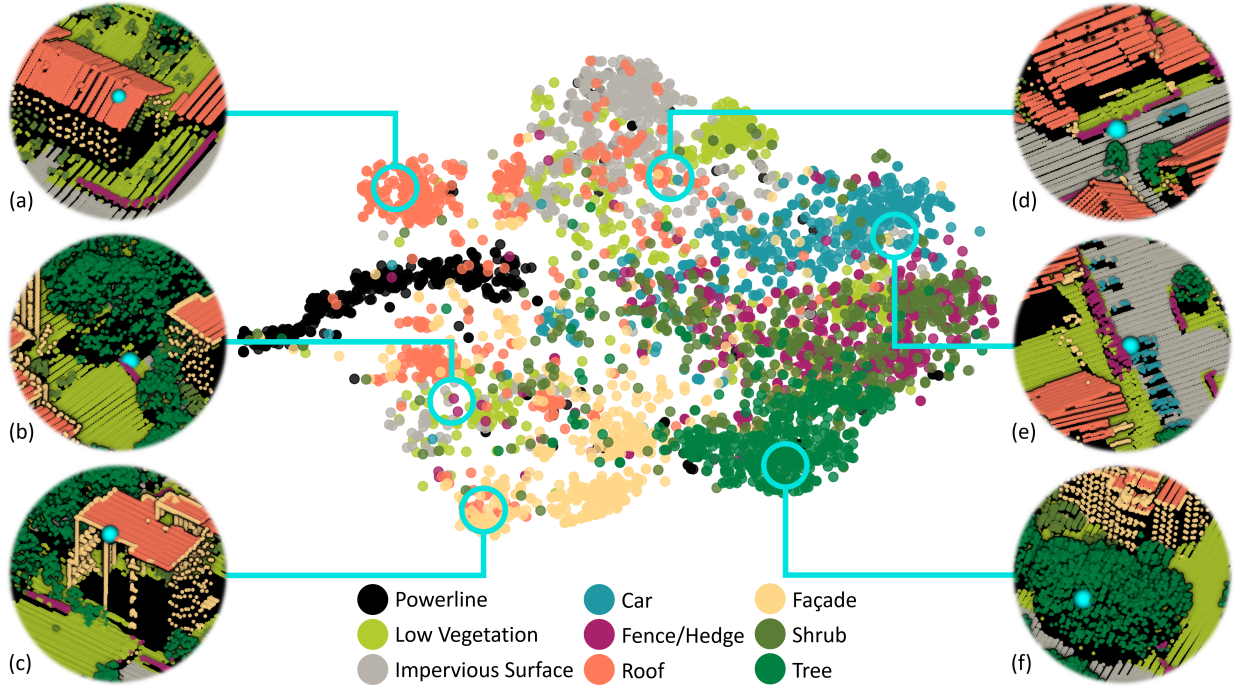 (a)
(b)
(c)
(d)
(e)
(f)
Powerline
Low Vegetation
Impervious Surface
Car
Fence/Hedge
Roof
Façade
Shrub
Tree